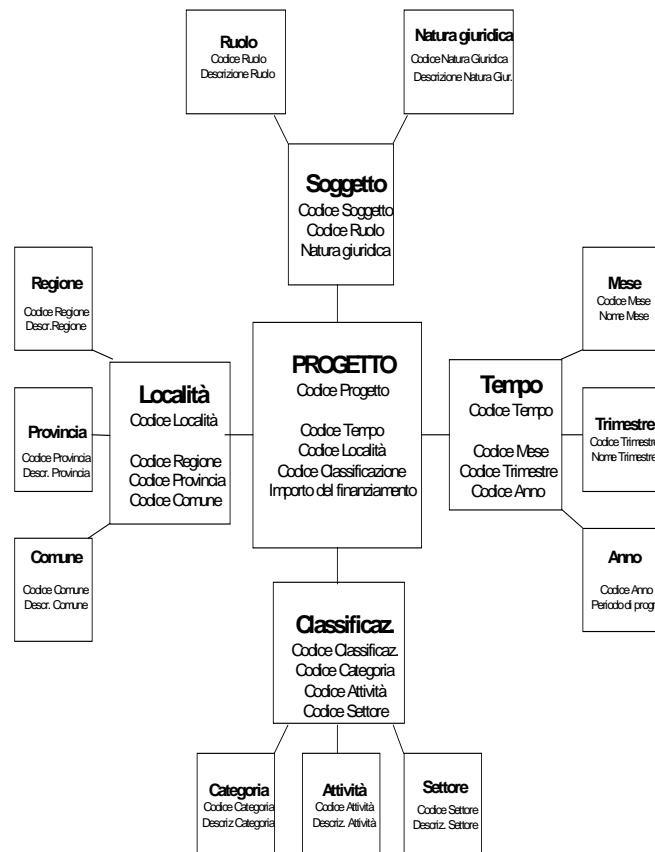 Ruolo
Codice Ruolo
Descrizione Ruolo
Natura giuridica
Codice Natura Giuridica
Descrizione Natura Giur.
Soggetto
Codice Soggetto
Codice Ruolo
Natura giuridica
Regione
Codice Regione
Descr.Regione
Mese
Codice Mese
Nome Mese
PROGETTO
Codice Progetto
Codice Tempo
Codice Località
Codice Classificazione
Importo del finanziamento
Località
Codice Località
Codice Regione
Codice Provincia
Codice Comune
Tempo
Codice Tempo
Codice Mese
Codice Trimestre
Codice Anno
Provincia
Codice Provincia
Descr. Provincia
Trimestre
Codice Trimestre
Nome Trimestre
Comune
Codice Comune
Descr. Comune
Anno
Codice Anno
Periodo di progr
Classificaz.
Codice Classificaz.
Codice Categoria
Codice Attività
Codice Settore
Categoria
Codice Categoria
Descriz Categoria
Attività
Codice Attività
Descriz. Attività
Settore
Codice Settore
Descriz. Settore